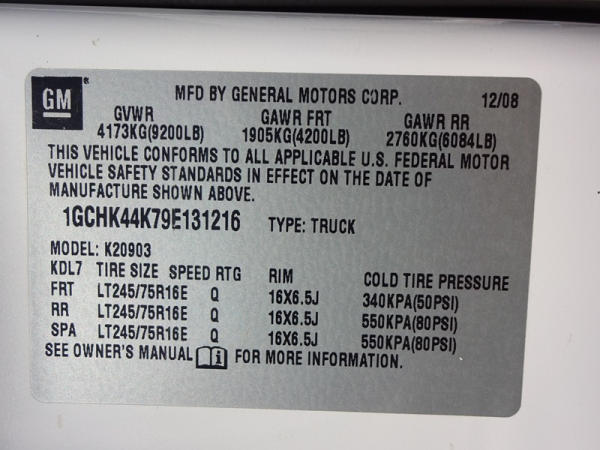 GM ®
MFD BY GENERAL MOTORS CORP. 12/08
GVWR GAWR FRT GAWR RR
4173KG(9200LB) 1905KG(4200LB) 2760KG(6084LB)
THIS VEHICLE CONFORMS TO ALL APPLICABLE U.S. FEDERAL MOTOR
VEHICLE SAFETY STANDARDS IN EFFECT ON THE DATE OF
MANUFACTURE SHOWN ABOVE.
1GCHK44K79E131216 TYPE: TRUCK
MODEL: K20903
KDL7 TIRE SIZE SPEED RTG RIM COLD TIRE PRESSURE
FRT LT245/75R16E Q 16X6.5J 340KPA(50PSI)
RR LT245/75R16E Q 16X6.5J 550KPA(80PSI)
SPA LT245/75R16E Q 16X6.5J 550KPA(80PSI)
SEE OWNER'S MANUAL i FOR MORE INFORMATION.